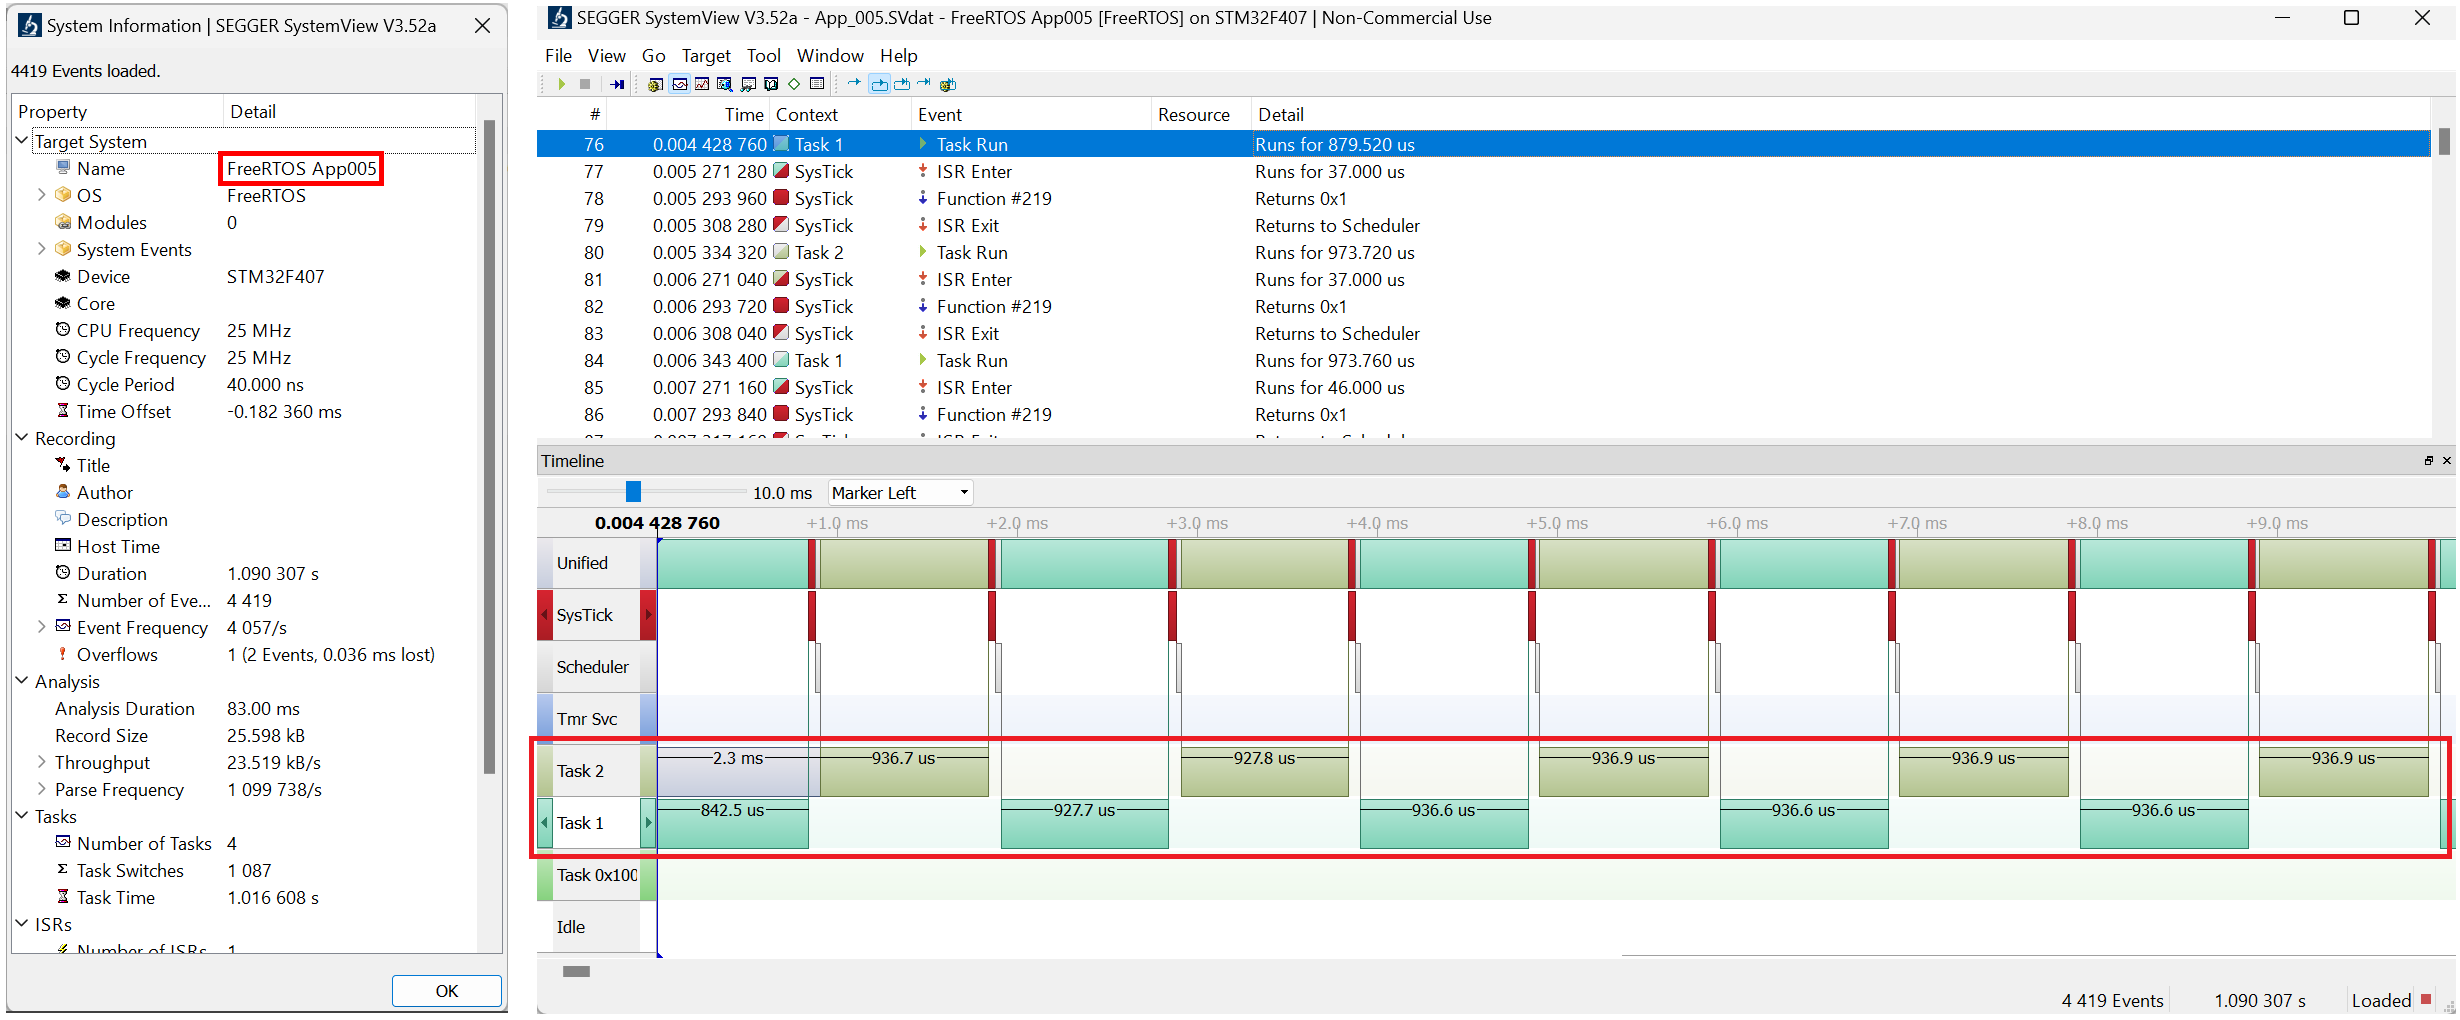 System Information | SEGGER SystemView V3.52a
4419 Events loaded.
Property Detail
Target System
Name FreeRTOS App005
OS FreeRTOS
Modules 0
System Events
Device STM32F407
Core
CPU Frequency 25 MHz
Cycle Frequency 25 MHz
Cycle Period 40.000 ns
Time Offset -0.182 360 ms
Recording
Title
Author
Description
Host Time
Duration 1.090 307 s
Number of Eve... 4 419
Event Frequency 4 057/s
Overflows 1 (2 Events, 0.036 ms lost)
Analysis
Analysis Duration 83.00 ms
Record Size 25.598 kB
Throughput 23.519 kB/s
Parse Frequency 1 099 738/s
Tasks
Number of Tasks 4
Task Switches 1 087
Task Time 1.016 608 s
ISRs
Number of ISRs 1
OK
SEGGER SystemView V3.52a - App_005.SVdat - FreeRTOS App005 [FreeRTOS] on STM32F407 | Non-Commercial Use
File View Go Target Tool Window Help
# Time Context Event Resource Detail
76 0.004 428 760 Task 1 Task Run Runs for 879.520 us
77 0.005 271 280 SysTick ISR Enter Runs for 37.000 us
78 0.005 293 960 SysTick Function #219 Returns 0x1
79 0.005 308 280 SysTick ISR Exit Returns to Scheduler
80 0.005 334 320 Task 2 Task Run Runs for 973.720 us
81 0.006 271 040 SysTick ISR Enter Runs for 37.000 us
82 0.006 293 720 SysTick Function #219 Returns 0x1
83 0.006 308 040 SysTick ISR Exit Returns to Scheduler
84 0.006 343 400 Task 1 Task Run Runs for 973.760 us
85 0.007 271 160 SysTick ISR Enter Runs for 46.000 us
86 0.007 293 840 SysTick Function #219 Returns 0x1
Timeline
10.0 ms Marker Left
0.004 428 760 +1.0 ms +2.0 ms +3.0 ms +4.0 ms +5.0 ms +6.0 ms +7.0 ms +8.0 ms +9.0 ms
Unified
SysTick
Scheduler
Tmr Svc
Task 2 2.3 ms 936.7 us 927.8 us 936.9 us 936.9 us 936.9 us
Task 1 842.5 us 927.7 us 936.6 us 936.6 us 936.6 us
Task 0x100
Idle
4 419 Events 1.090 307 s Loaded